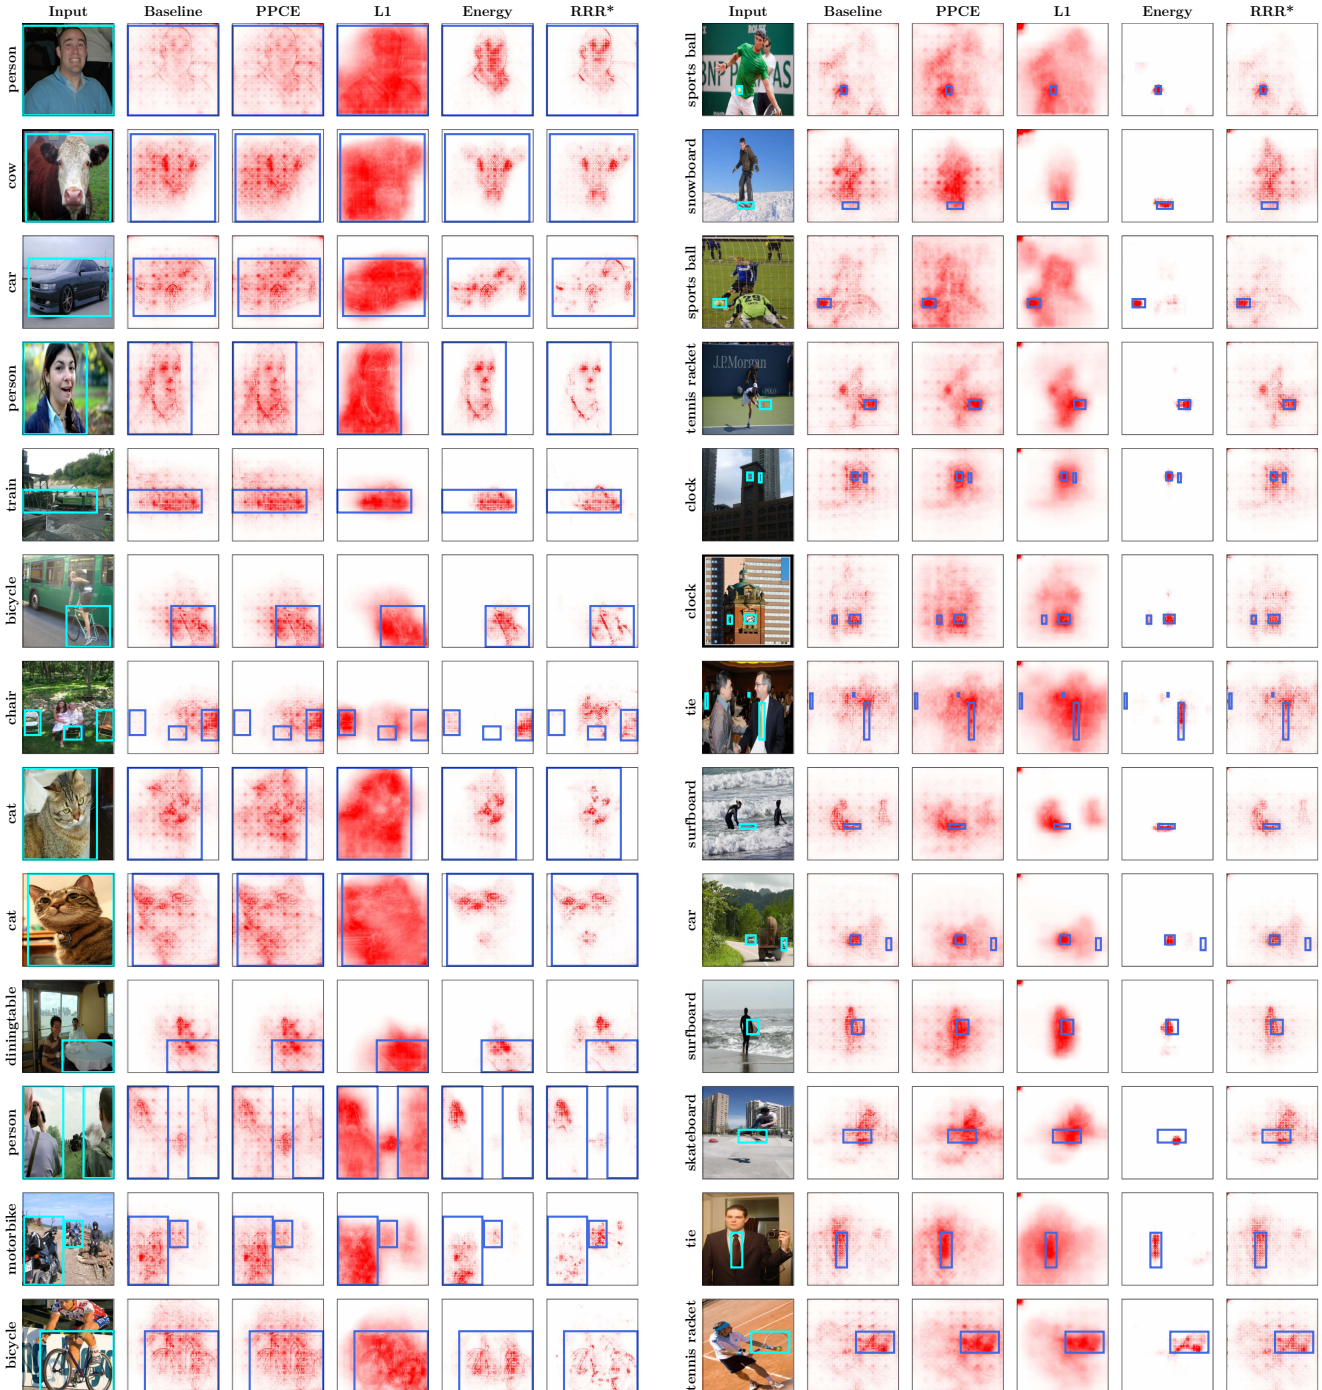 Input Baseline PPCE L1 Energy RRR*
person
cow
car
person
train
bicycle
chair
cat
cat
diningtable
person
motorbike
bicycle
Input Baseline PPCE L1 Energy RRR*
sports ball
snowboard
sports ball
tennis racket
clock
clock
tie
surfboard
car
surfboard
skateboard
tie
tennis racket
J.P.Morgan
29